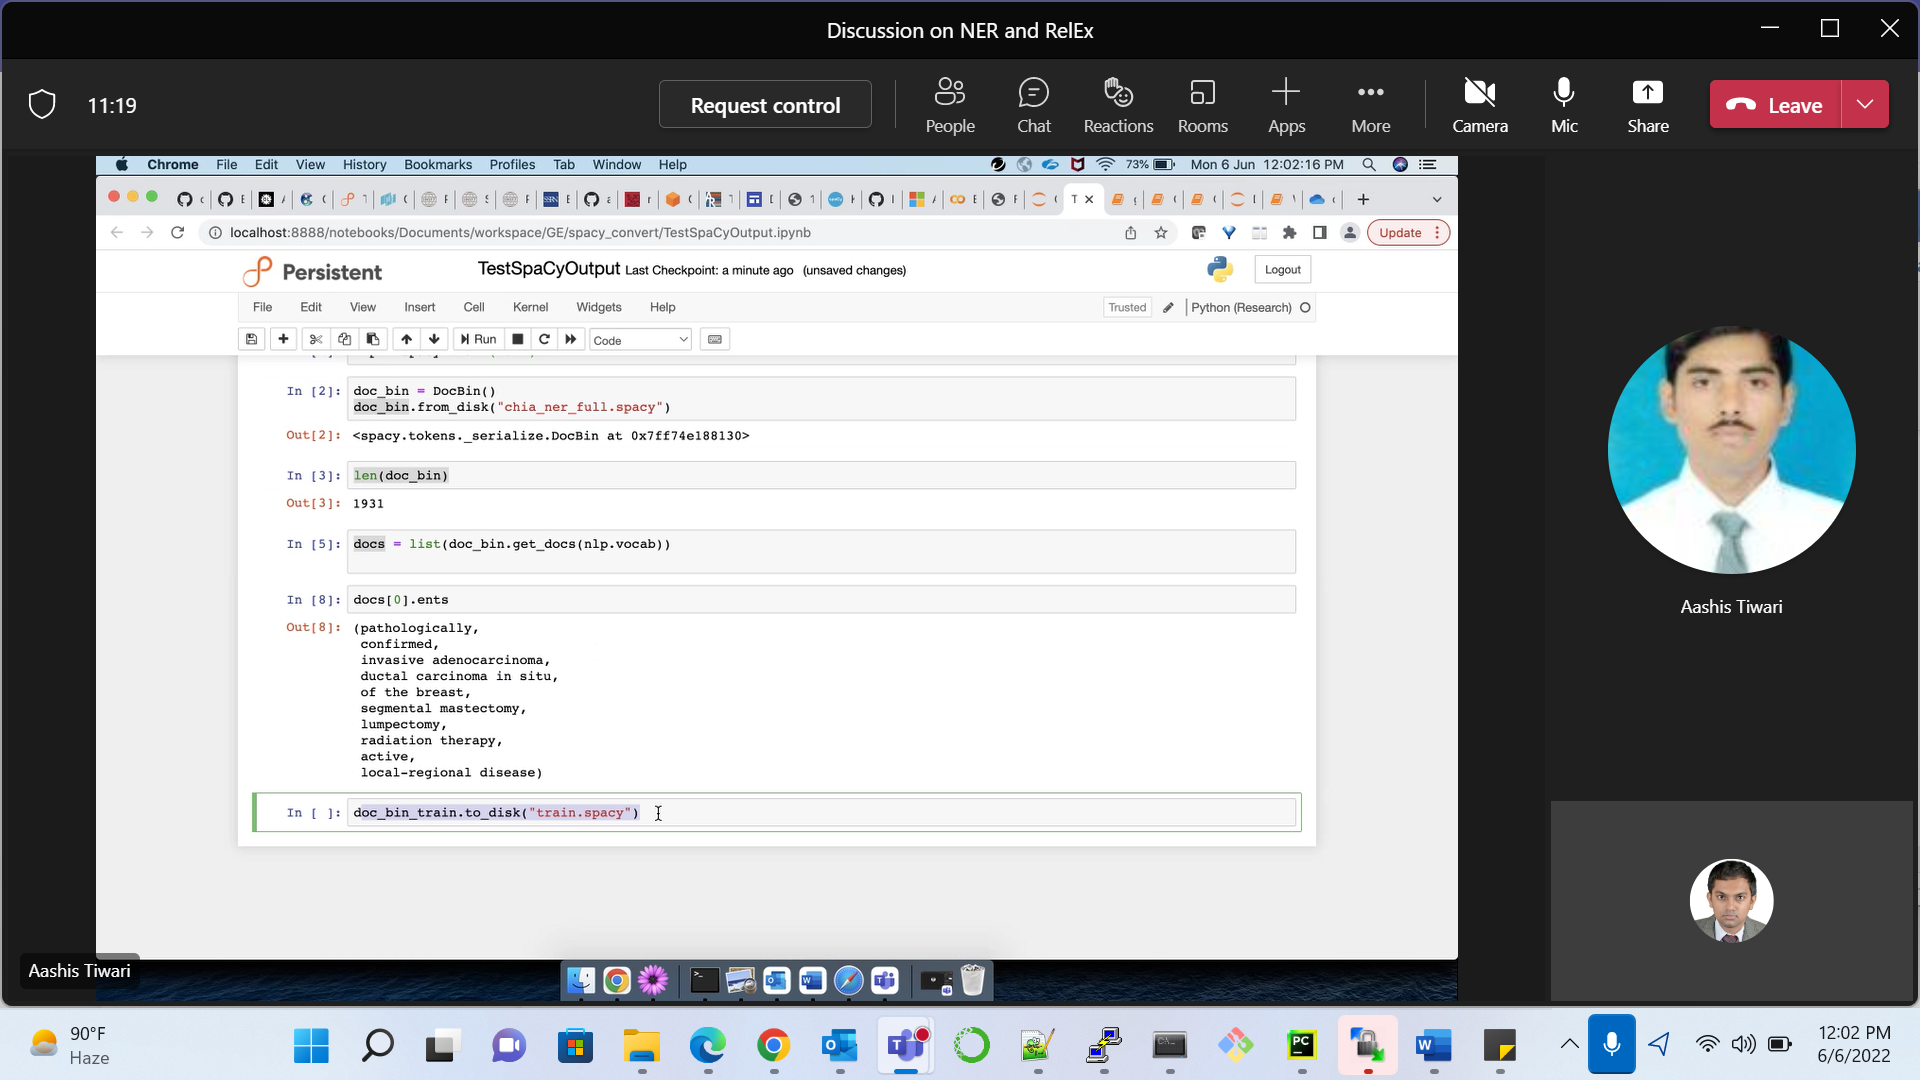 Discussion on NER and RelEx
11:19
Request control
People
Chat
Reactions
Rooms
Apps
More
Camera
Mic
Share
Leave
Chrome File Edit View History Bookmarks Profiles Tab Window Help
73% Mon 6 Jun 12:02:16 PM
localhost:8888/notebooks/Documents/workspace/GE/spacy_convert/TestSpaCyOutput.ipynb
Update
Persistent
TestSpaCyOutput Last Checkpoint: a minute ago (unsaved changes)
Logout
File Edit View Insert Cell Kernel Widgets Help
Trusted
Python (Research)
Run
Code
In [2]: doc_bin = DocBin()
doc_bin.from_disk("chia_ner_full.spacy")
Out[2]: <spacy.tokens._serialize.DocBin at 0x7ff74e188130>
In [3]: len(doc_bin)
Out[3]: 1931
In [5]: docs = list(doc_bin.get_docs(nlp.vocab))
In [8]: docs[0].ents
Out[8]: (pathologically,
confirmed,
invasive adenocarcinoma,
ductal carcinoma in situ,
of the breast,
segmental mastectomy,
lumpectomy,
radiation therapy,
active,
local-regional disease)
In [ ]: doc_bin_train.to_disk("train.spacy")
Aashis Tiwari
Aashis Tiwari
90°F
Haze
12:02 PM
6/6/2022